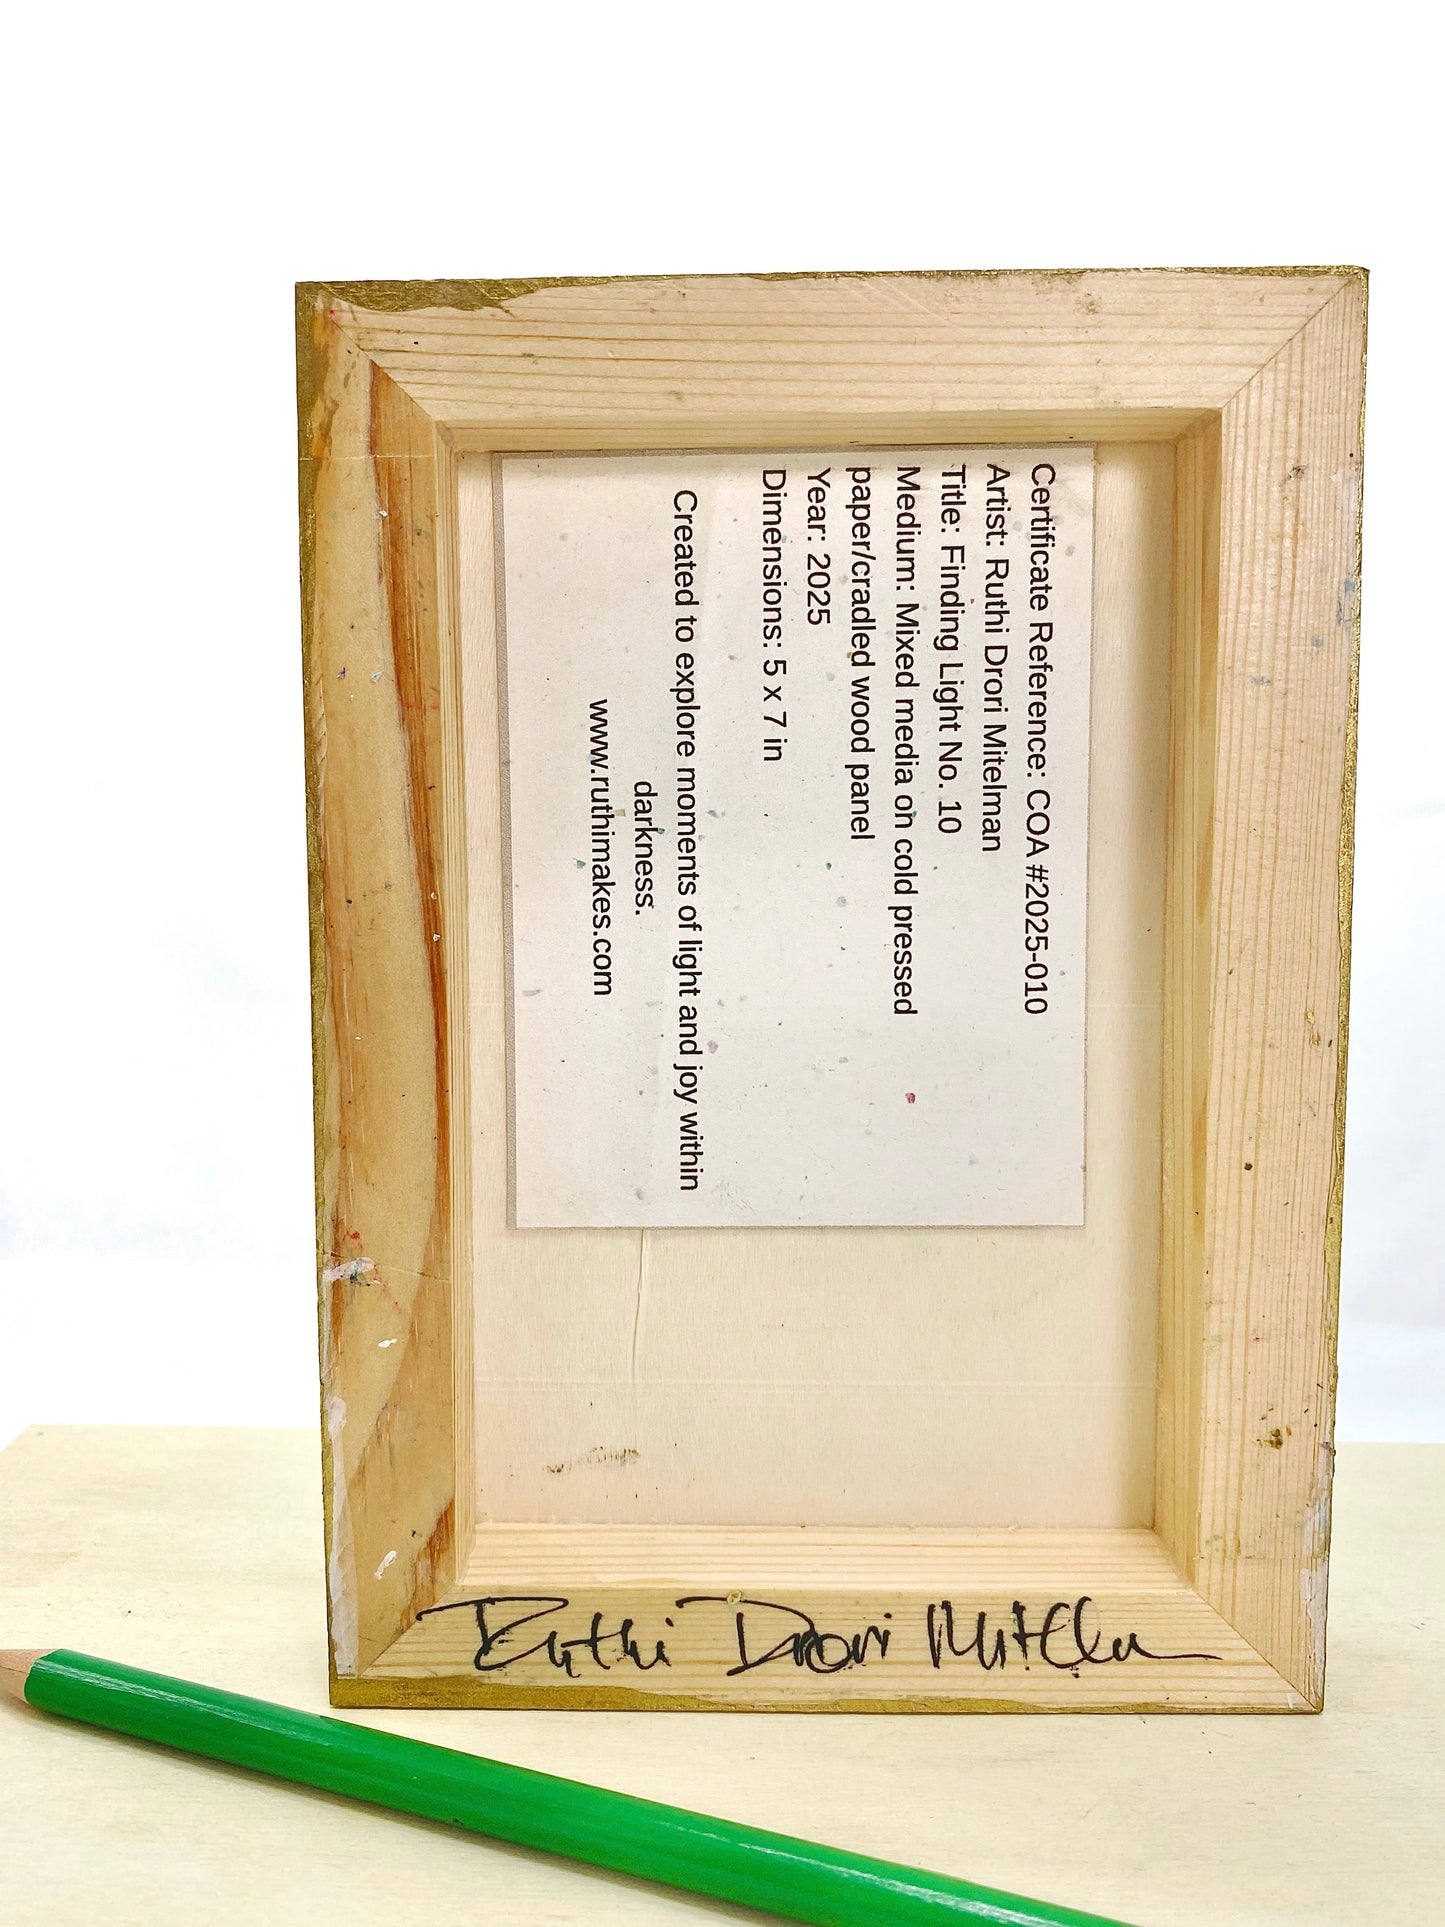 Certificate Reference: COA #2025-010
Artist: Ruthi Drori Mitelman
Title: Finding Light No. 10
Medium: Mixed media on cold pressed
paper/cradled wood panel
Year: 2025
Dimensions: 5 x 7 in
Created to explore moments of light and joy within
darkness.
www.ruthimakes.com
Ruthi Drori Mitelman